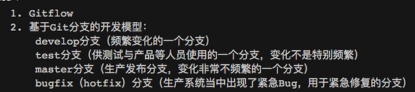 1. Gitflow
2. 基于Git分支的开发模型:
develop分支（频繁变化的一个分支）
test分支（供测试与产品等人员使用的一个分支，变化不是特别频繁）
master分支（生产发布分支，变化非常不频繁的一个分支）
bugfix（hotfix）分支（生产系统当中出现了紧急Bug，用于紧急修复的分支）